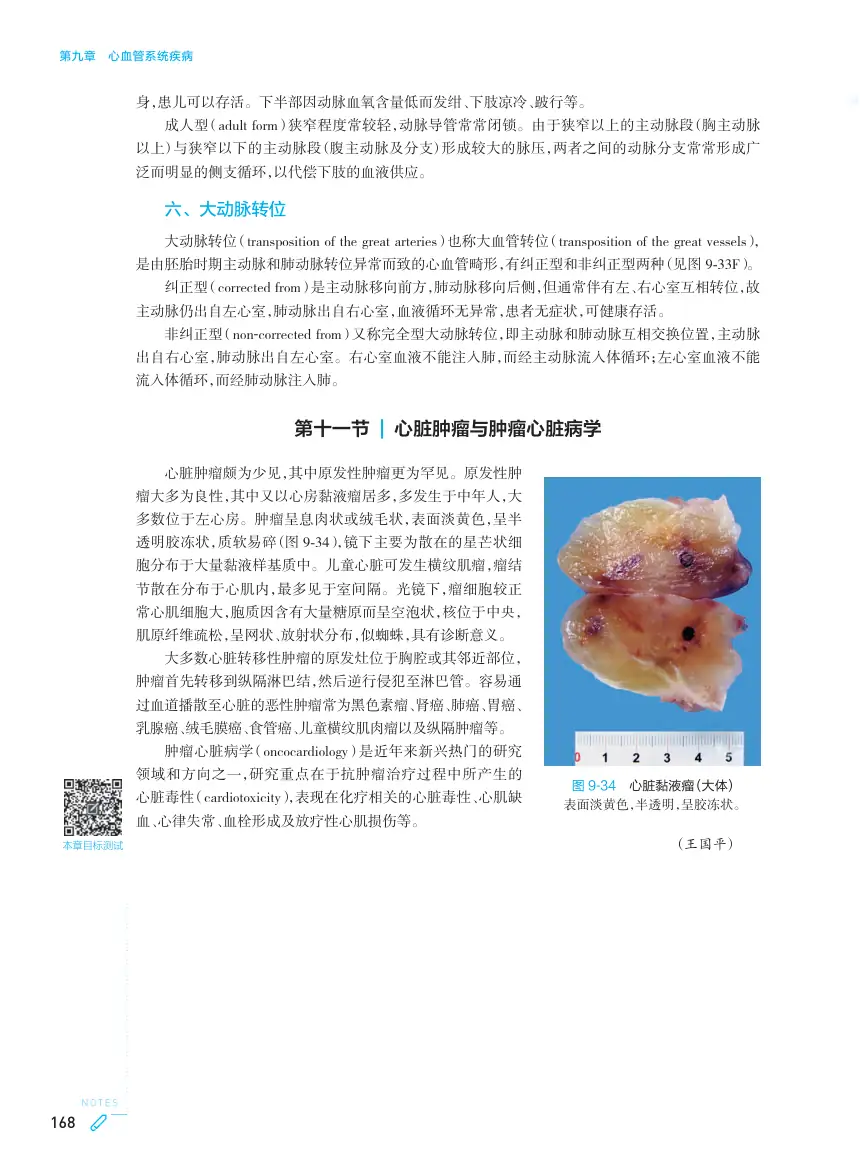 第九章 心血管系统疾病
身,患儿可以存活。下半部因动脉血氧含量低而发绀、下肢凉冷、跛行等。
成人型(adult form)狭窄程度常较轻,动脉导管常常闭锁。由于狭窄以上的主动脉段(胸主动脉
以上)与狭窄以下的主动脉段(腹主动脉及分支)形成较大的脉压,两者之间的动脉分支常常形成广
泛而明显的侧支循环,以代偿下肢的血液供应。
六、大动脉转位
大动脉转位(transposition of the great arteries)也称大血管转位(transposition of the great vessels),
是由胚胎时期主动脉和肺动脉转位异常而致的心血管畸形,有纠正型和非纠正型两种(见图 9-33F)。
纠正型(corrected from)是主动脉移向前方,肺动脉移向后侧,但通常伴有左、右心室互相转位,故
主动脉仍出自左心室,肺动脉出自右心室,血液循环无异常,患者无症状,可健康存活。
非纠正型(non-corrected from)又称完全型大动脉转位,即主动脉和肺动脉互相交换位置,主动脉
出自右心室,肺动脉出自左心室。右心室血液不能注入肺,而经主动脉流入体循环;左心室血液不能
流入体循环,而经肺动脉注入肺。
第十一节 | 心脏肿瘤与肿瘤心脏病学
心脏肿瘤颇为少见,其中原发性肿瘤更为罕见。原发性肿
瘤大多为良性,其中又以心房黏液瘤居多,多发生于中年人,大
多数位于左心房。肿瘤呈息肉状或绒毛状,表面淡黄色,呈半
透明胶冻状,质软易碎(图 9-34),镜下主要为散在的星芒状细
胞分布于大量黏液样基质中。儿童心脏可发生横纹肌瘤,瘤结
节散在分布于心肌内,最多见于室间隔。光镜下,瘤细胞较正
常心肌细胞大,胞质因含有大量糖原而呈空泡状,核位于中央,
肌原纤维疏松,呈网状、放射状分布,似蜘蛛,具有诊断意义。
大多数心脏转移性肿瘤的原发灶位于胸腔或其邻近部位,
肿瘤首先转移到纵隔淋巴结,然后逆行侵犯至淋巴管。容易通
过血道播散至心脏的恶性肿瘤常为黑色素瘤、肾癌、肺癌、胃癌、
乳腺癌、绒毛膜癌、食管癌、儿童横纹肌肉瘤以及纵隔肿瘤等。
肿瘤心脏病学(oncocardiology)是近年来新兴热门的研究
领域和方向之一,研究重点在于抗肿瘤治疗过程中所产生的
心脏毒性(cardiotoxicity),表现在化疗相关的心脏毒性、心肌缺
血、心律失常、血栓形成及放疗性心肌损伤等。
0 1 2 3 4 5
图 9-34 心脏黏液瘤(大体)
表面淡黄色,半透明,呈胶冻状。
(王国平)
本章目标测试
NOTES
168